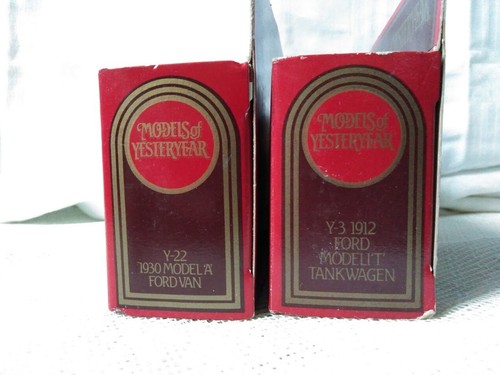 MODELS of
YESTERYEAR
Y-22
'1930 MODEL 'A'
FORD VAN
MODELS of
YESTERYEAR
Y-3 1912
FORD
MODEL 'T'
TANKWAGEN